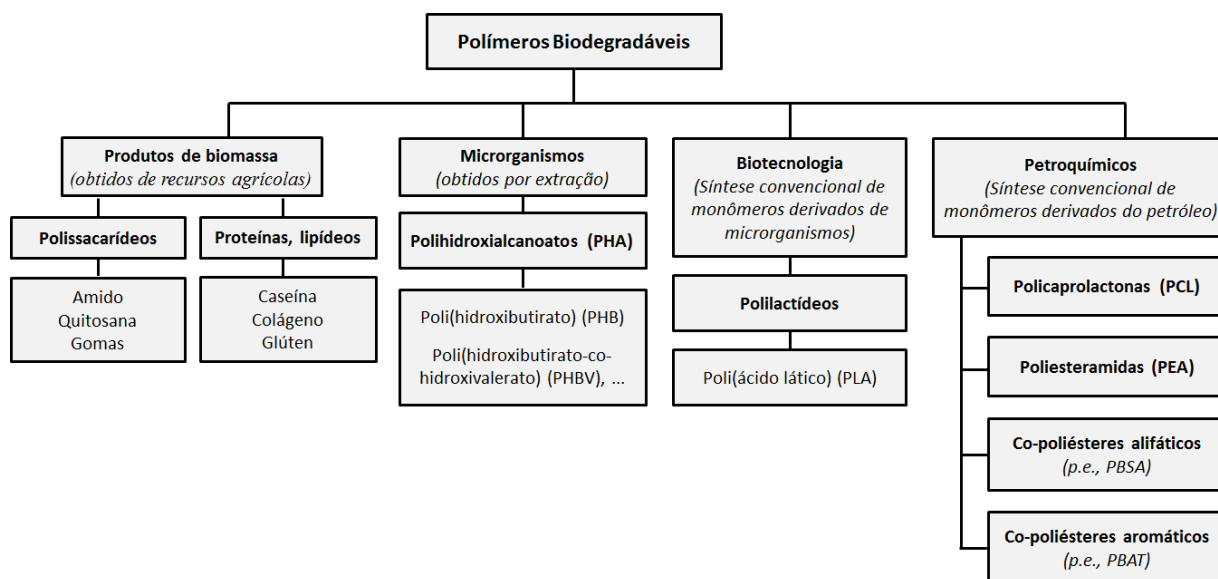 Polímeros Biodegradáveis
Produtos de biomassa
(obtidos de recursos agrícolas)
Polissacarídeos
Amido
Quitosana
Gomas
Proteínas, lipídeos
Caseína
Colágeno
Glúten
Microrganismos
(obtidos por extração)
Polihidroxialcanoatos (PHA)
Poli(hidroxibutirato) (PHB)
Poli(hidroxibutirato-co-
hidroxivalerato) (PHBV), ...
Biotecnologia
(Síntese convencional de
monômeros derivados de
microrganismos)
Polilactídeos
Poli(ácido lático) (PLA)
Petroquímicos
(Síntese convencional de
monômeros derivados do petróleo)
Policaprolactonas (PCL)
Poliesteramidas (PEA)
Co-poliésteres alifáticos
(p.e., PBSA)
Co-poliésteres aromáticos
(p.e., PBAT)